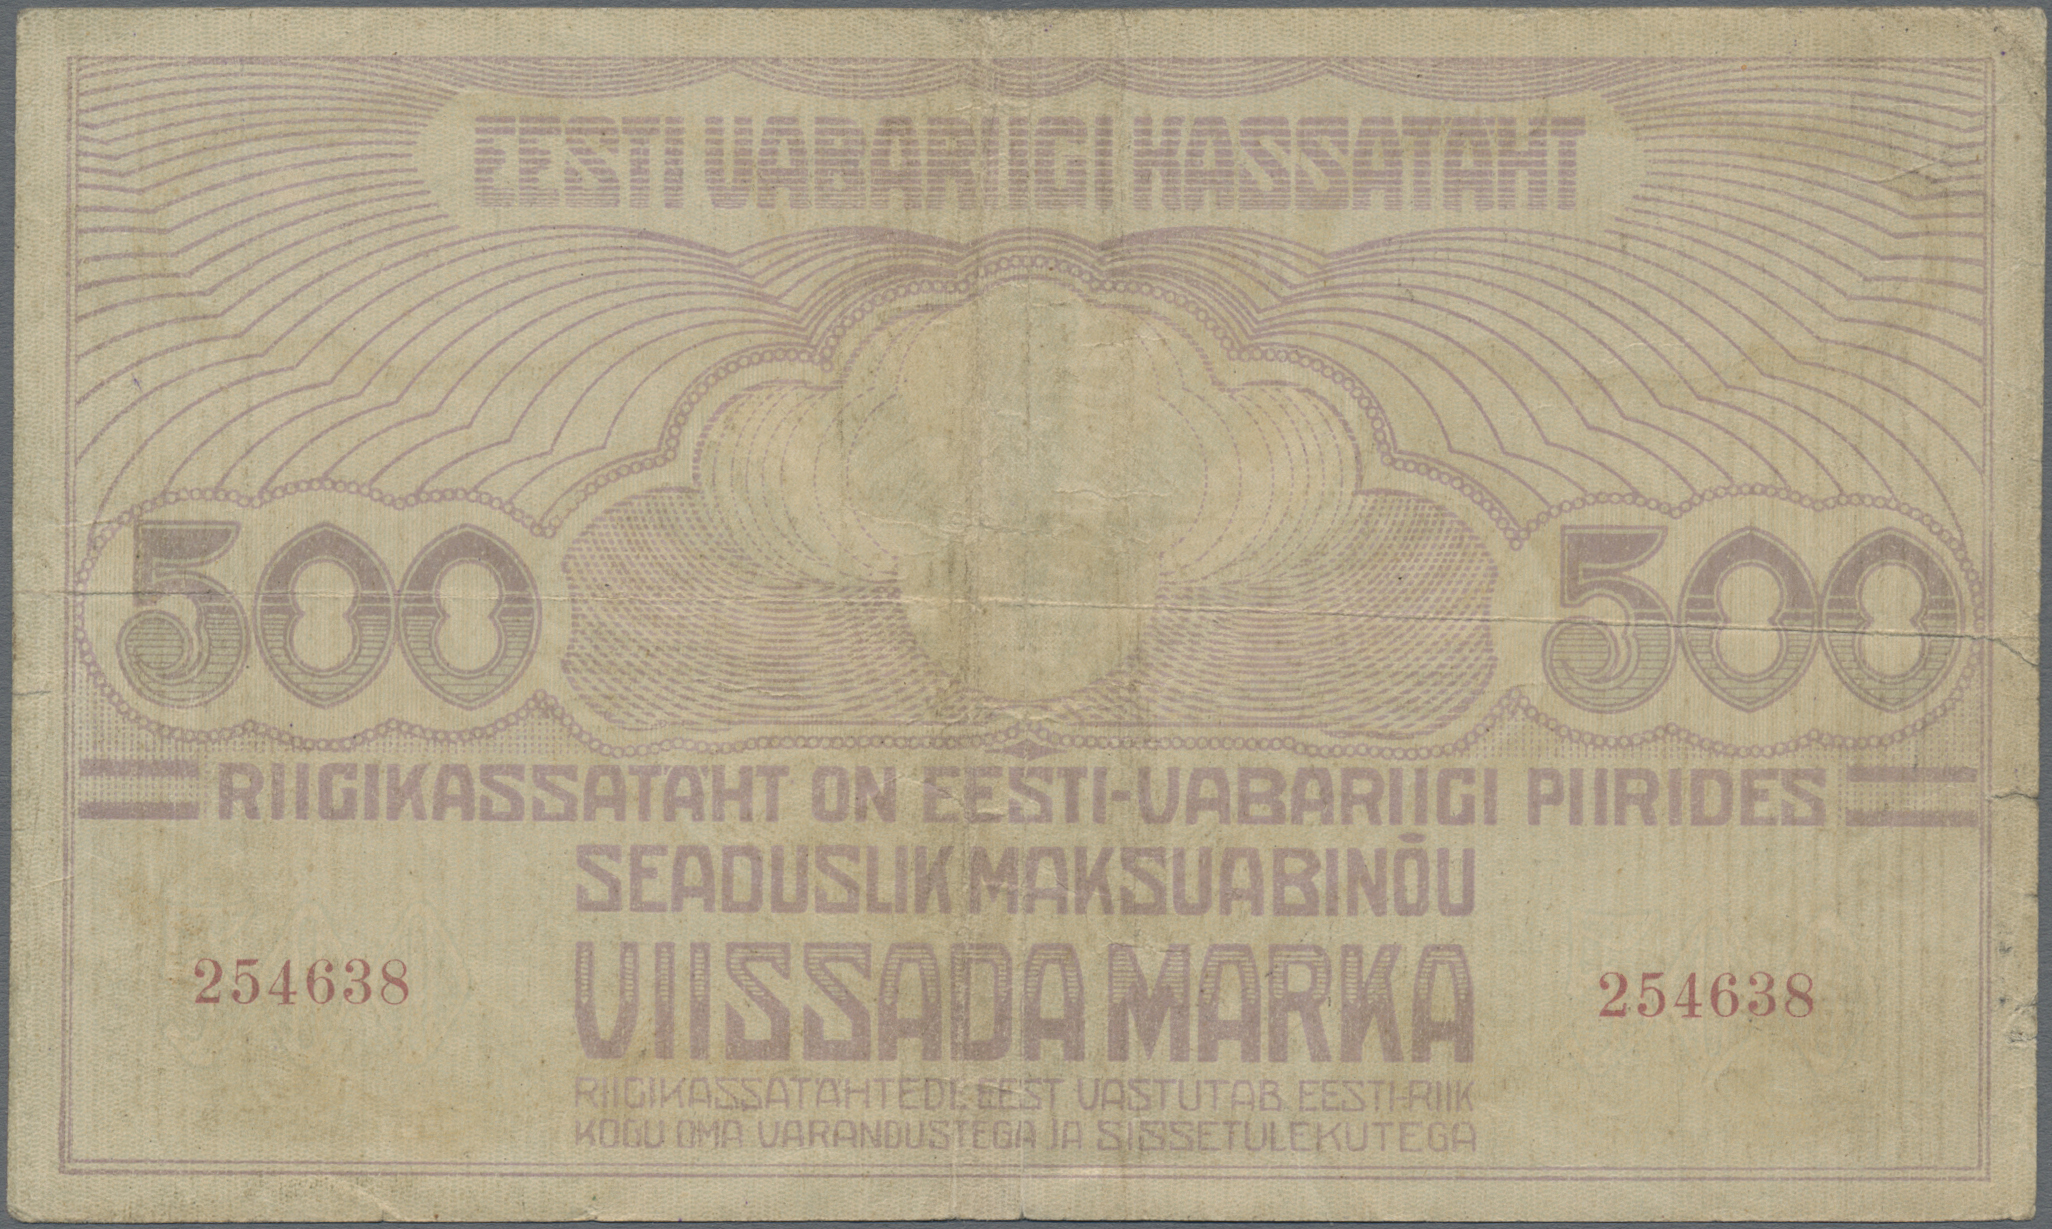 EESTI VABARIIGI KASSATÄHT
500 500
RIIGIKASSATÄHT ON EESTI-VABARIIGI PIIRIDES
SEADUSLIK MAKSUABINÕU
254638 VIISSADA MARKA 254638
RIIGIKASSATÄHTEDE EEST VASTUTAB EESTI-RIIK
KOGU OMA VARANDUSTEGA JA SISSETULEKUTEGA